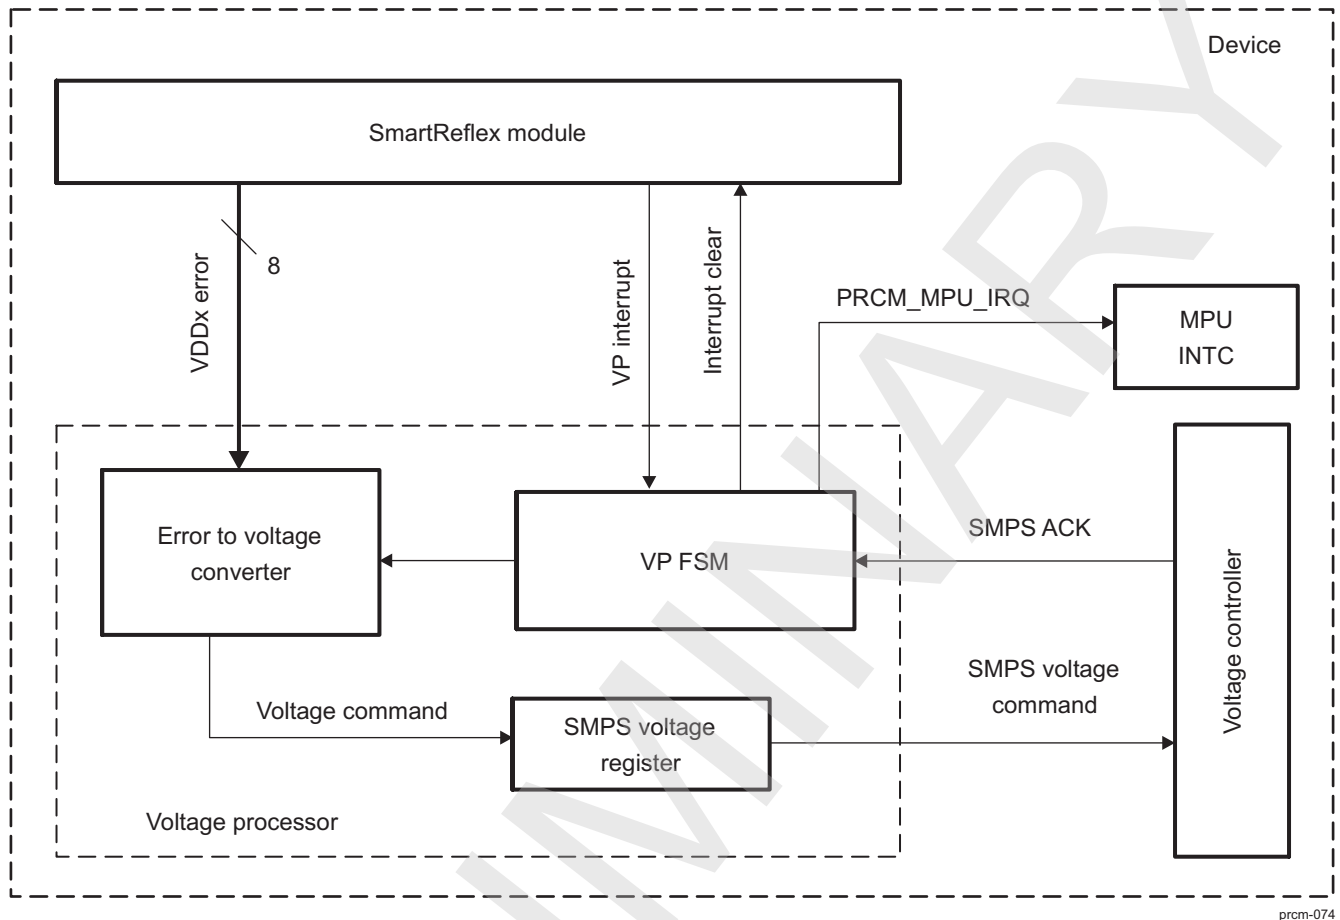 Device
SmartReflex module
8
VDDx error
VP interrupt
Interrupt clear
PRCM_MPU_IRQ
MPU
INTC
Error to voltage
converter
VP FSM
SMPS ACK
Voltage controller
SMPS voltage
command
Voltage command
SMPS voltage
register
Voltage processor
IMINARY
prcm-074